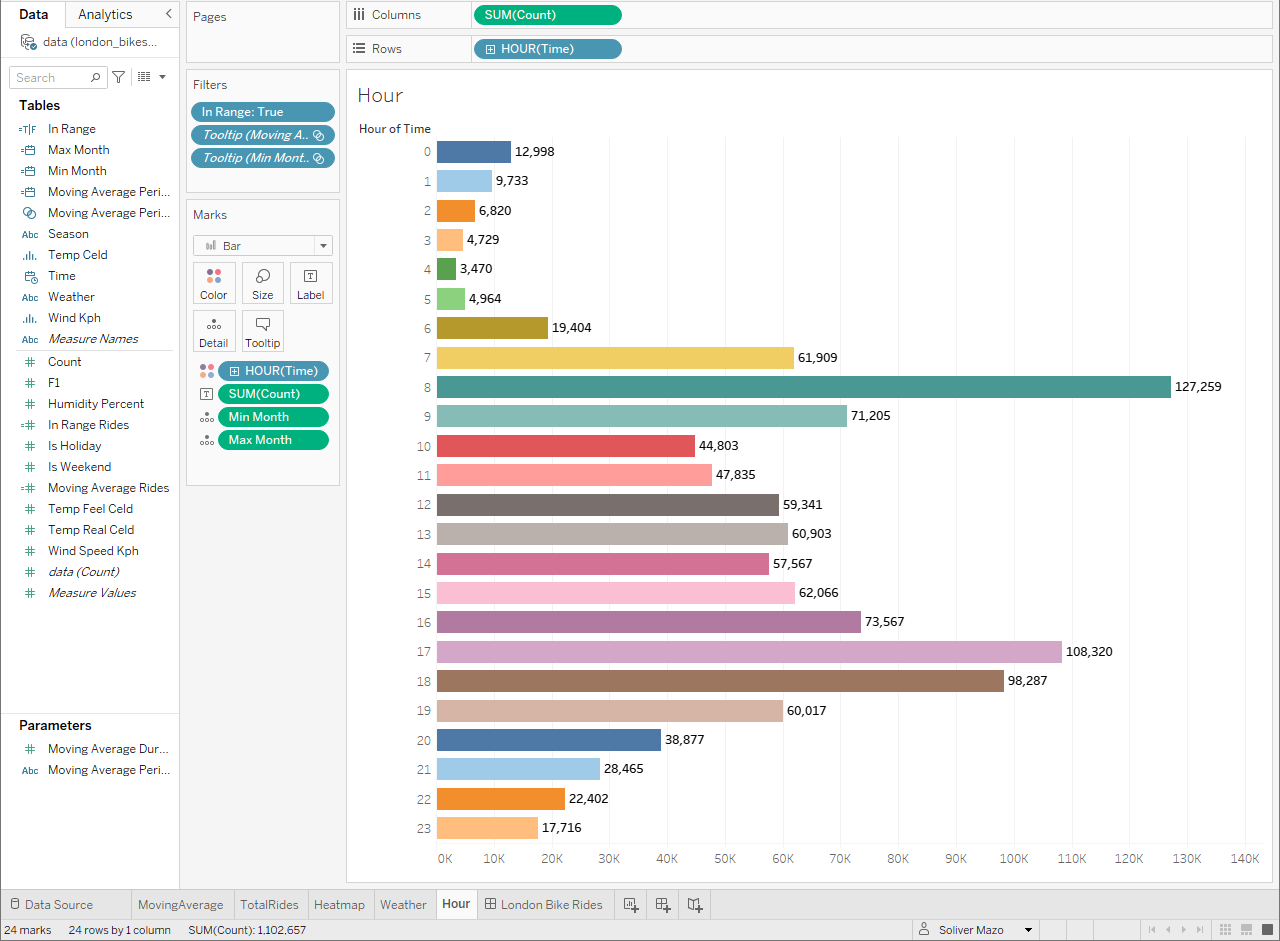 Data
Analytics
data (london_bikes...
Search
Tables
=T|F In Range
Max Month
Min Month
Moving Average Peri...
Moving Average Peri...
Abc Season
Temp Celd
Time
Abc Weather
Wind Kph
Abc Measure Names
# Count
# F1
# Humidity Percent
=# In Range Rides
# Is Holiday
# Is Weekend
=# Moving Average Rides
# Temp Feel Celd
# Temp Real Celd
# Wind Speed Kph
# data (Count)
# Measure Values
Parameters
# Moving Average Dur...
Abc Moving Average Peri...
Pages
Filters
In Range: True
Tooltip (Moving A..
Tooltip (Min Mont..
Marks
Bar
Color
Size
T
Label
Detail
Tooltip
HOUR(Time)
T SUM(Count)
Min Month
Max Month
Columns
SUM(Count)
Rows
HOUR(Time)
Hour
Hour of Time
0 12,998
1 9,733
2 6,820
3 4,729
4 3,470
5 4,964
6 19,404
7 61,909
8 127,259
9 71,205
10 44,803
11 47,835
12 59,341
13 60,903
14 57,567
15 62,066
16 73,567
17 108,320
18 98,287
19 60,017
20 38,877
21 28,465
22 22,402
23 17,716
0K 10K 20K 30K 40K 50K 60K 70K 80K 90K 100K 110K 120K 130K 140K
Data Source MovingAverage TotalRides Heatmap Weather Hour London Bike Rides
24 marks 24 rows by 1 column SUM(Count): 1,102,657 Soliver Mazo